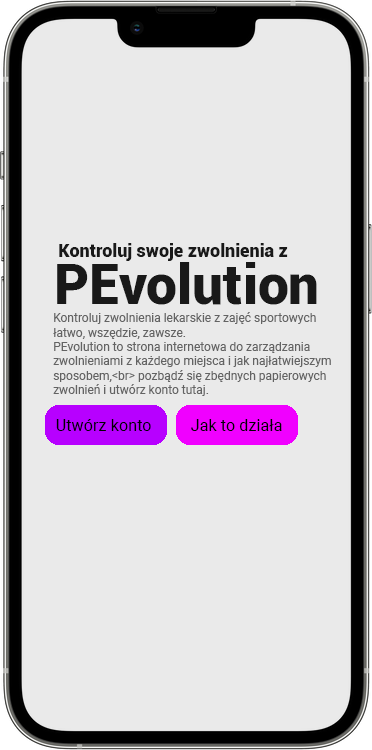 Kontroluj swoje zwolnienia z
PEvolution
Kontroluj zwolnienia lekarskie z zajęć sportowych
łatwo, wszędzie, zawsze.
PEvolution to strona internetowa do zarządzania
zwolnieniami z każdego miejsca i jak najłatwiejszym
sposobem,<br> pozbądź się zbędnych papierowych
zwolnień i utwórz konto tutaj.
Utwórz konto
Jak to działa